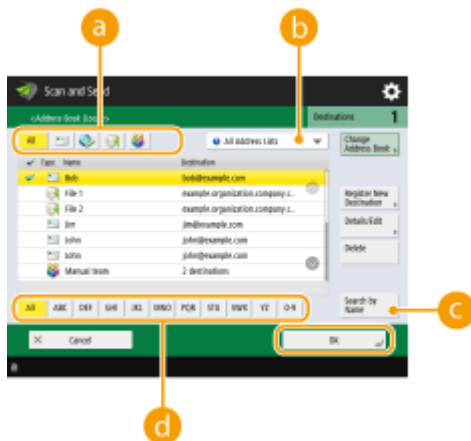 a
b
Scan and Send
<Address Book (Local)>
Destinations 1
All
All Address Lists
Change Address Book
Type Name Destination
Bob bob@example.com
File 1 example.organization.company.c...
File 2 example.organization.company.c...
Jim jim@example.com
John john@example.com
John john@example.com
Manual team 2 destinations
Register New Destination
Details/Edit
Delete
Search by Name
c
All ABC DEF GHI JKL MNO PQR STU VWX YZ 0-9
Cancel
OK
d